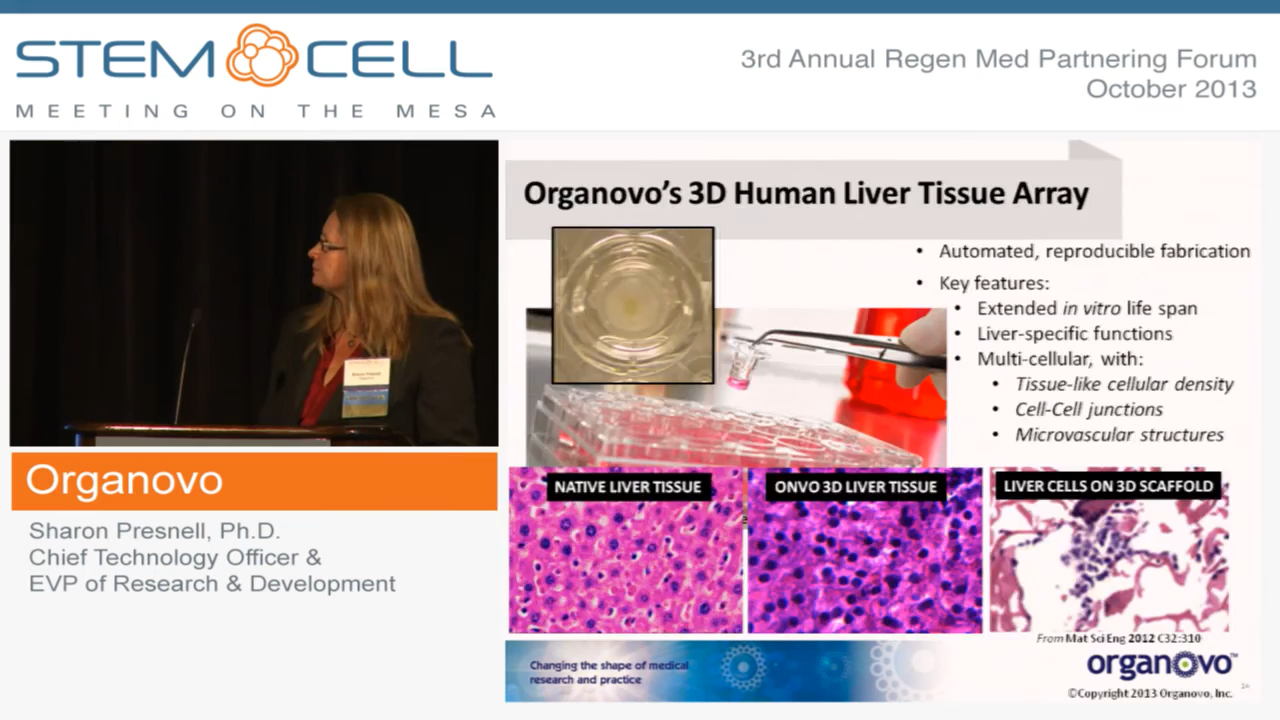 STEM CELL
MEETING ON THE MESA
3rd Annual Regen Med Partnering Forum
October 2013
Organovo's 3D Human Liver Tissue Array
• Automated, reproducible fabrication
• Key features:
• Extended in vitro life span
• Liver-specific functions
• Multi-cellular, with:
• Tissue-like cellular density
• Cell-Cell junctions
• Microvascular structures
NATIVE LIVER TISSUE
ONVO 3D LIVER TISSUE
LIVER CELLS ON 3D SCAFFOLD
From Mat Sci Eng 2012 C32:310
Changing the shape of medical
research and practice
organovo™
©Copyright 2013 Organovo, Inc.
Organovo
Sharon Presnell, Ph.D.
Chief Technology Officer &
EVP of Research & Development
Sharon Presnell